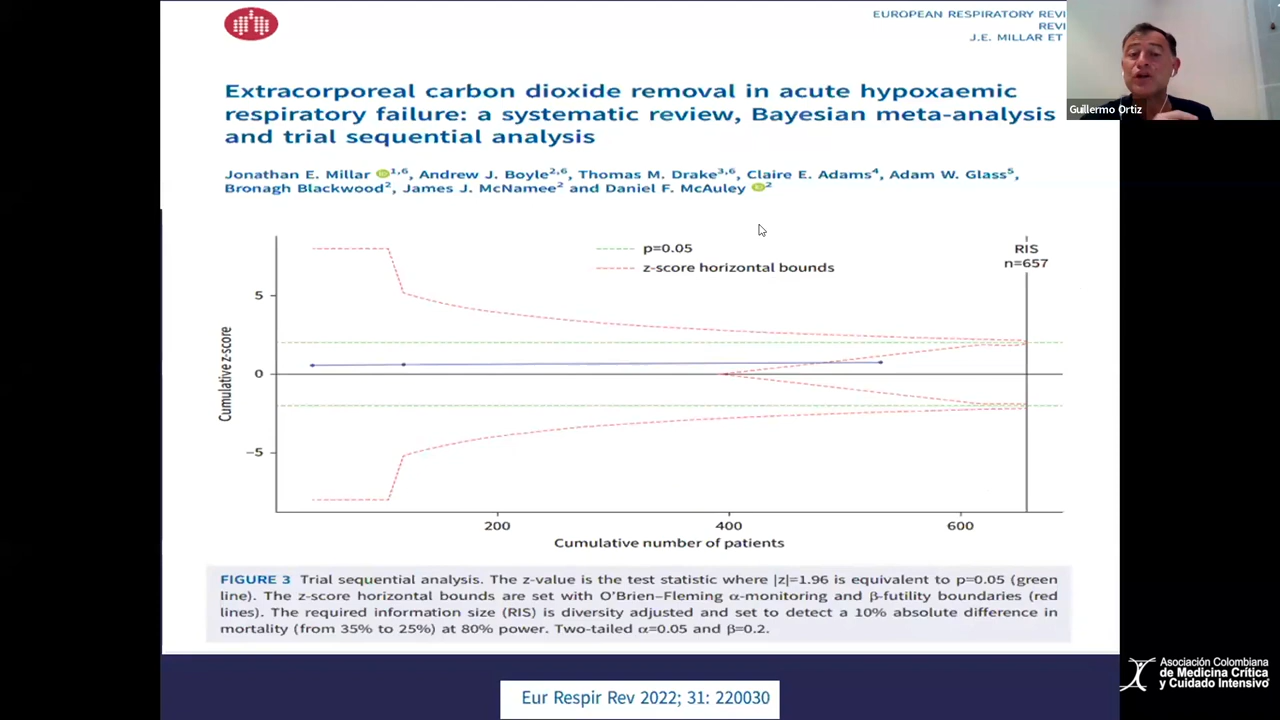 EUROPEAN RESPIRATORY REVI
REVI
J.E. MILLAR ET
Guillermo Ortiz
Extracorporeal carbon dioxide removal in acute hypoxaemic
respiratory failure: a systematic review, Bayesian meta-analysis
and trial sequential analysis
Jonathan E. Millar 1,6, Andrew J. Boyle2,6, Thomas M. Drake3,6, Claire E. Adams4, Adam W. Glass5,
Bronagh Blackwood2, James J. McNamee2 and Daniel F. McAuley 2
p=0.05
z-score horizontal bounds
RIS
n=657
Cumulative z-score
5
0
−5
200
400
600
Cumulative number of patients
FIGURE 3 Trial sequential analysis. The z-value is the test statistic where |z|=1.96 is equivalent to p=0.05 (green
line). The z-score horizontal bounds are set with O'Brien–Fleming α-monitoring and β-futility boundaries (red
lines). The required information size (RIS) is diversity adjusted and set to detect a 10% absolute difference in
mortality (from 35% to 25%) at 80% power. Two-tailed α=0.05 and β=0.2.
Eur Respir Rev 2022; 31: 220030
Asociación Colombiana
de Medicina Crítica
y Cuidado Intensivo